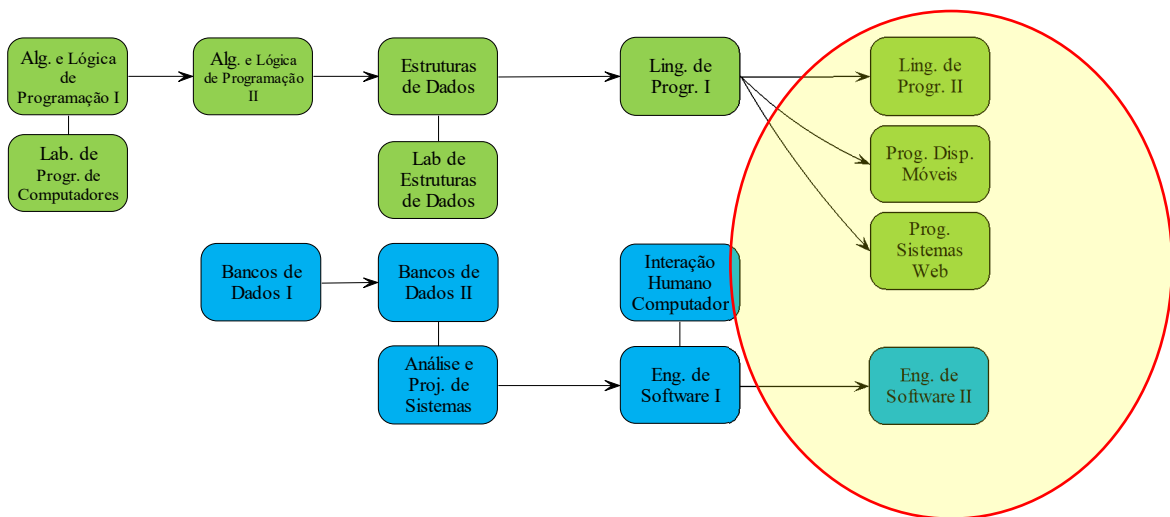 Alg. e Lógica
de
Programação I
Alg. e Lógica
de Programação
II
Estruturas
de Dados
Ling. de
Progr. I
Ling. de
Progr. II
Lab. de
Progr. de
Computadores
Lab de
Estruturas
de Dados
Prog. Disp.
Móveis
Prog.
Sistemas
Web
Bancos de
Dados I
Bancos de
Dados II
Interação
Humano
Computador
Análise e
Proj. de
Sistemas
Eng. de
Software I
Eng. de
Software II